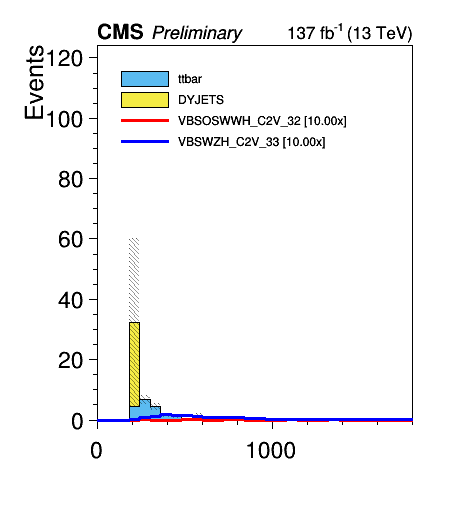 CMS Preliminary 137 fb⁻¹ (13 TeV)
Events
120
100
80
60
40
20
0
ttbar
DYJETS
VBSOSWWH_C2V_32 [10.00x]
VBSWZH_C2V_33 [10.00x]
0 1000